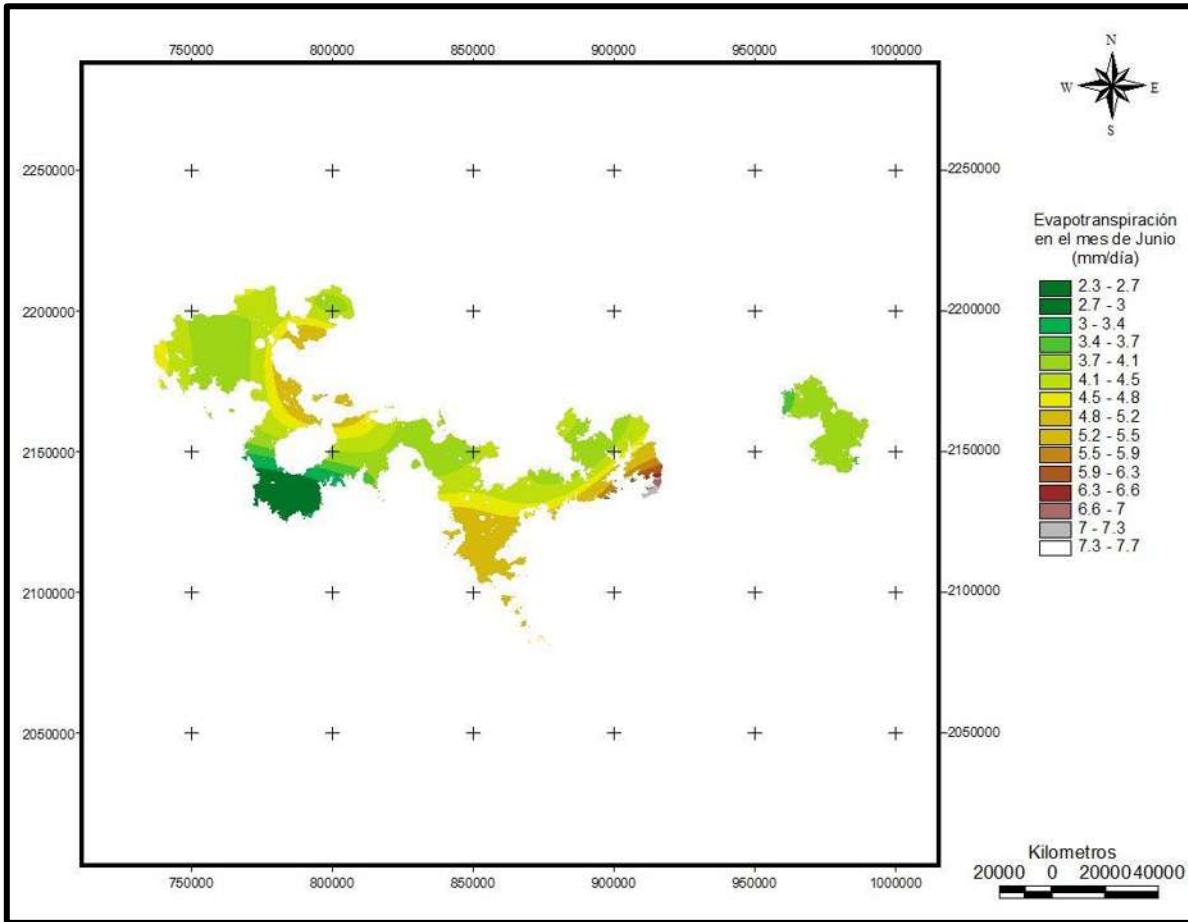 750000 800000 850000 900000 950000 1000000
N
W E
S
2250000 2250000
2200000 2200000
2150000 2150000
2100000 2100000
2050000 2050000
750000 800000 850000 900000 950000 1000000
Evapotranspiración
en el mes de Junio
(mm/día)
2.3 - 2.7
2.7 - 3
3 - 3.4
3.4 - 3.7
3.7 - 4.1
4.1 - 4.5
4.5 - 4.8
4.8 - 5.2
5.2 - 5.5
5.5 - 5.9
5.9 - 6.3
6.3 - 6.6
6.6 - 7
7 - 7.3
7.3 - 7.7
Kilometros
20000 0 20000 40000